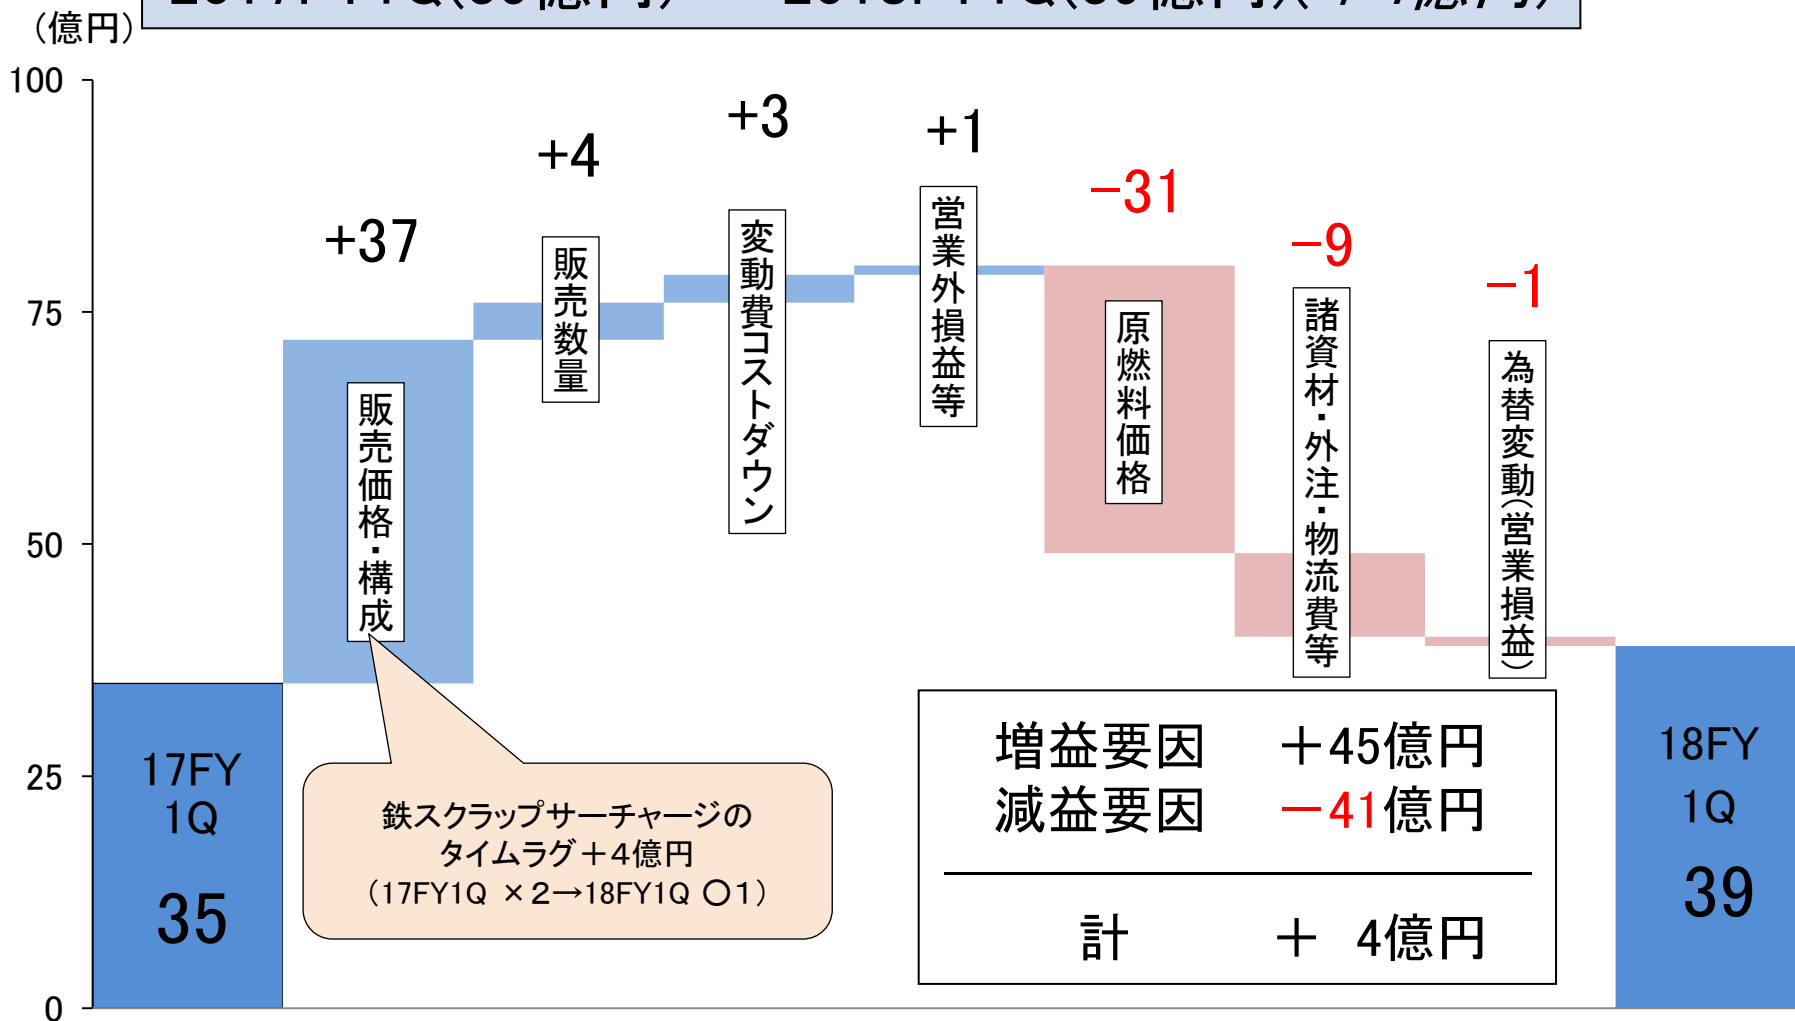 （億円）
100
75
50
25
0
+37
+4
+3
+1
－31
－9
－1
販売価格・構成
販売数量
変動費コストダウン
営業外損益等
原燃料価格
諸資材・外注・物流費等
為替変動（営業損益）
17FY
1Q
35
鉄スクラップサーチャージの
タイムラグ＋４億円
（17FY1Q ×２→18FY1Q 〇１）
増益要因 ＋45億円
減益要因 －41億円
計 ＋ 4億円
18FY
1Q
39